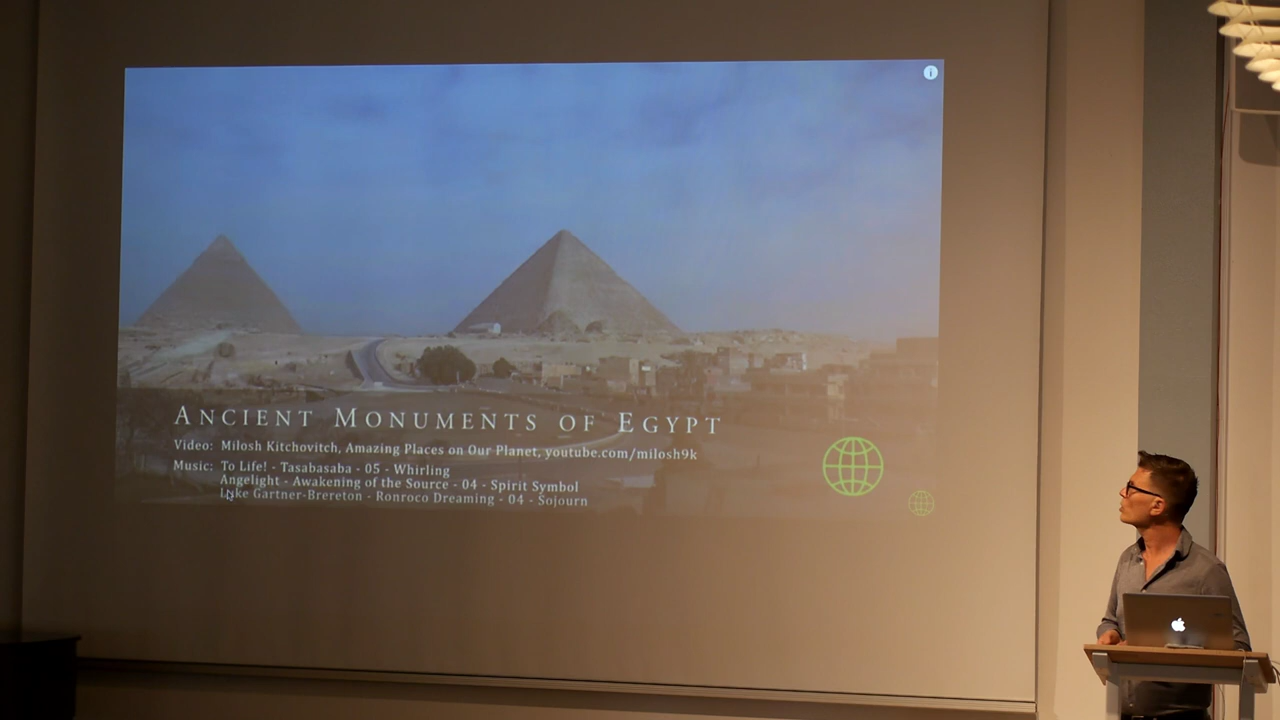 Ancient Monuments of Egypt
Video: Milosh Kitchovitch, Amazing Places on Our Planet, youtube.com/milosh9k
Music: To Life! - Tasabasaba - 05 - Whirling
Angelight - Awakening of the Source - 04 - Spirit Symbol
Luke Gartner-Brereton - Ronroco Dreaming - 04 - Sojourn